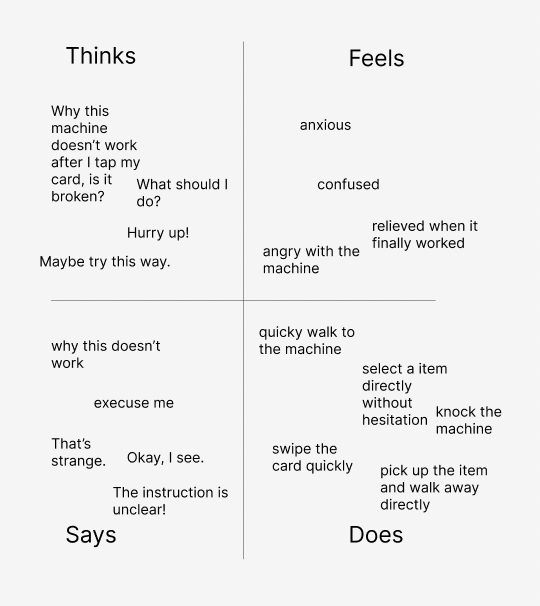 Thinks
Why this
machine
doesn’t work
after I tap my
card, is it
broken?
What should I
do?
Hurry up!
Maybe try this way.
Feels
anxious
confused
relieved when it
finally worked
angry with the
machine
why this doesn’t
work
execuse me
That’s
strange.
Okay, I see.
The instruction is
unclear!
Says
quicky walk to
the machine
select a item
directly
without
hesitation
knock the
machine
swipe the
card quickly
pick up the item
and walk away
directly
Does